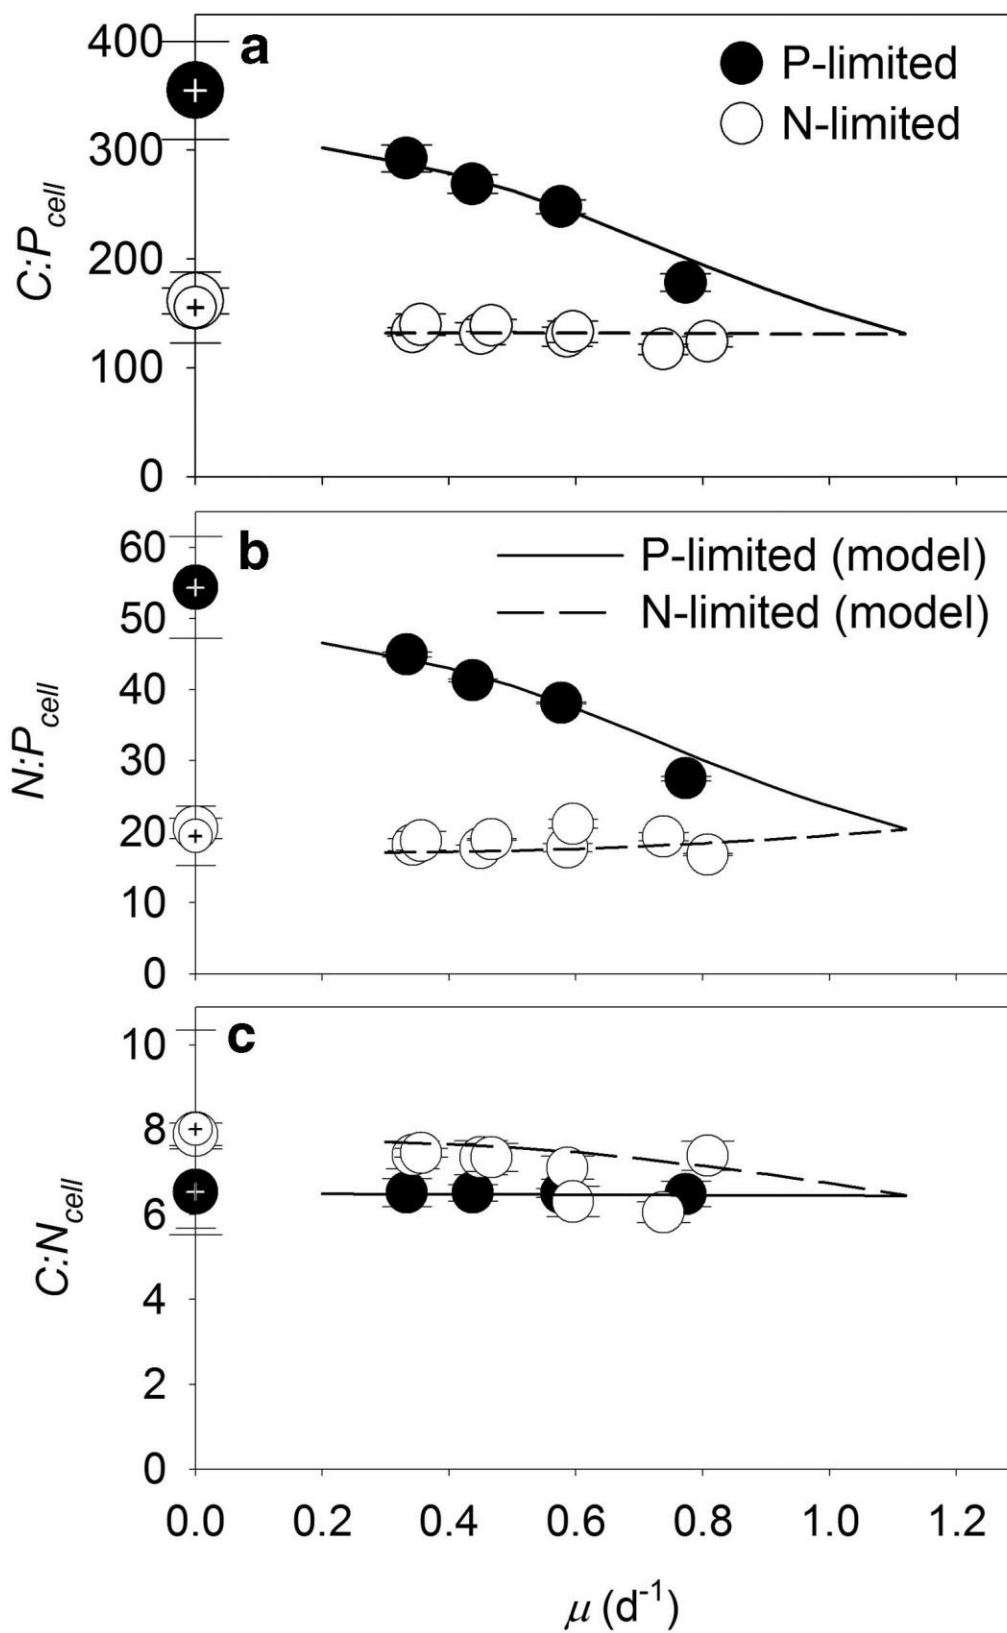 a
400
300
200
100
0
C:Pcell
P-limited
N-limited
b
60
50
40
30
20
10
0
N:Pcell
P-limited (model)
N-limited (model)
c
10
8
6
4
2
0
C:Ncell
0.0 0.2 0.4 0.6 0.8 1.0 1.2
μ (d⁻¹)